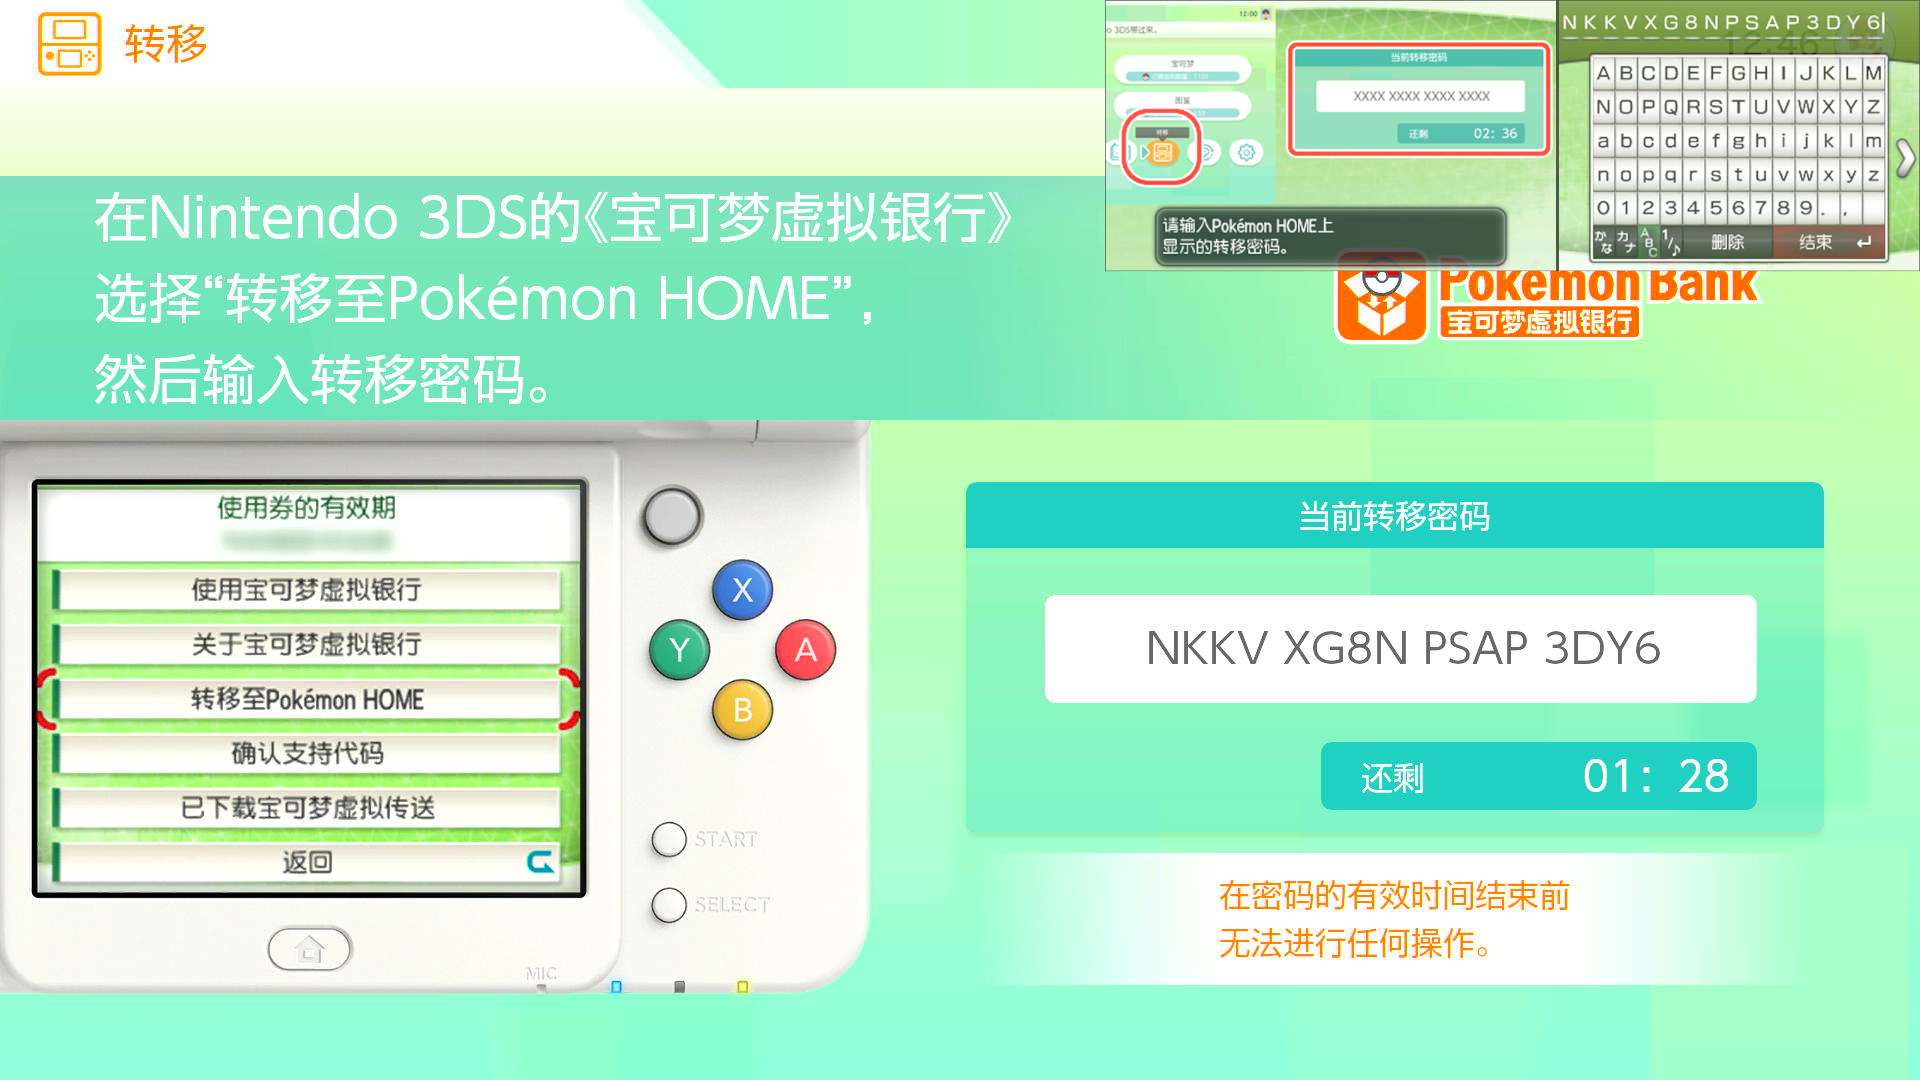 转移
在Nintendo 3DS的《宝可梦虚拟银行》
选择“转移至Pokémon HOME”,
然后输入转移密码。
12:00
o 3DS带过来。
宝可梦
图鉴
转移
当前转移密码
XXXX XXXX XXXX XXXX
还剩 02: 36
请输入Pokémon HOME上
显示的转移密码。
NKKVXG8NPSAP3DY6
12:46
A B C D E F G H I J K L M
N O P Q R S T U V W X Y Z
a b c d e f g h i j k l m
n o p q r s t u v w x y z
0 1 2 3 4 5 6 7 8 9 . ,
かな カナ ABC 1/♪ 删除 结束
Pokémon Bank
宝可梦虚拟银行
使用券的有效期
使用宝可梦虚拟银行
关于宝可梦虚拟银行
转移至Pokémon HOME
确认支持代码
已下载宝可梦虚拟传送
返回
X
Y
A
B
START
SELECT
MIC
当前转移密码
NKKV XG8N PSAP 3DY6
还剩 01: 28
在密码的有效时间结束前
无法进行任何操作。